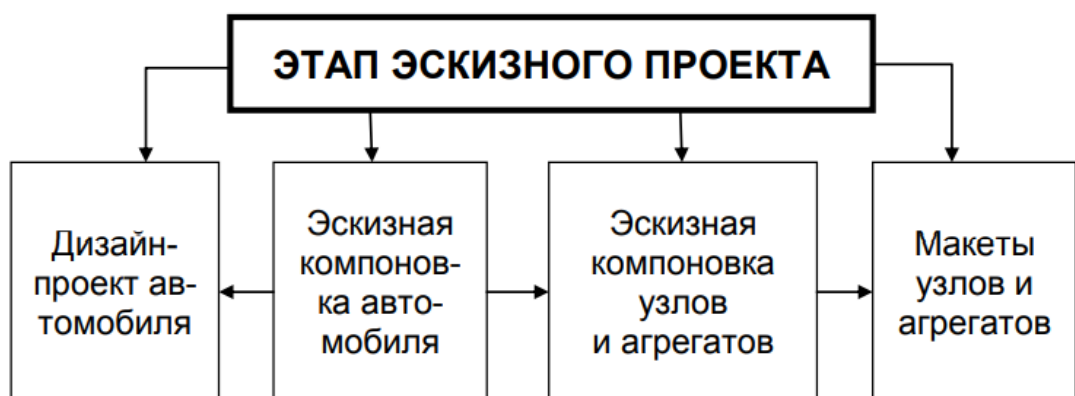 ЭТАП ЭСКИЗНОГО ПРОЕКТА
Дизайн-
проект ав-
томобиля
Эскизная
компонов-
ка авто-
мобиля
Эскизная
компоновка
узлов
и агрегатов
Макеты
узлов и
агрегатов